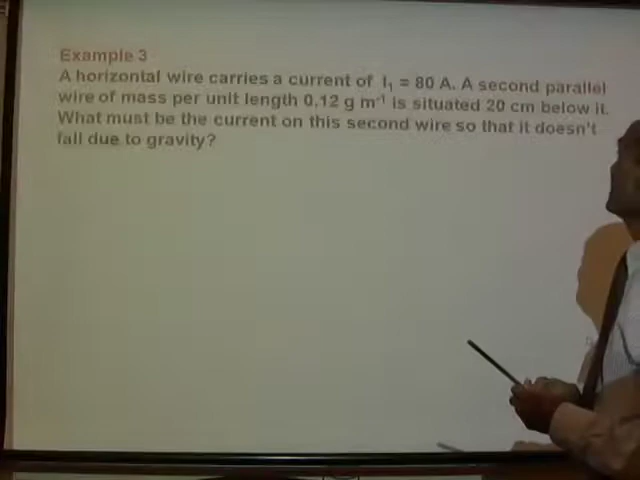 Example 3
A horizontal wire carries a current of I₁ = 80 A. A second parallel
wire of mass per unit length 0.12 g m⁻¹ is situated 20 cm below it.
What must be the current on this second wire so that it doesn't
fall due to gravity?